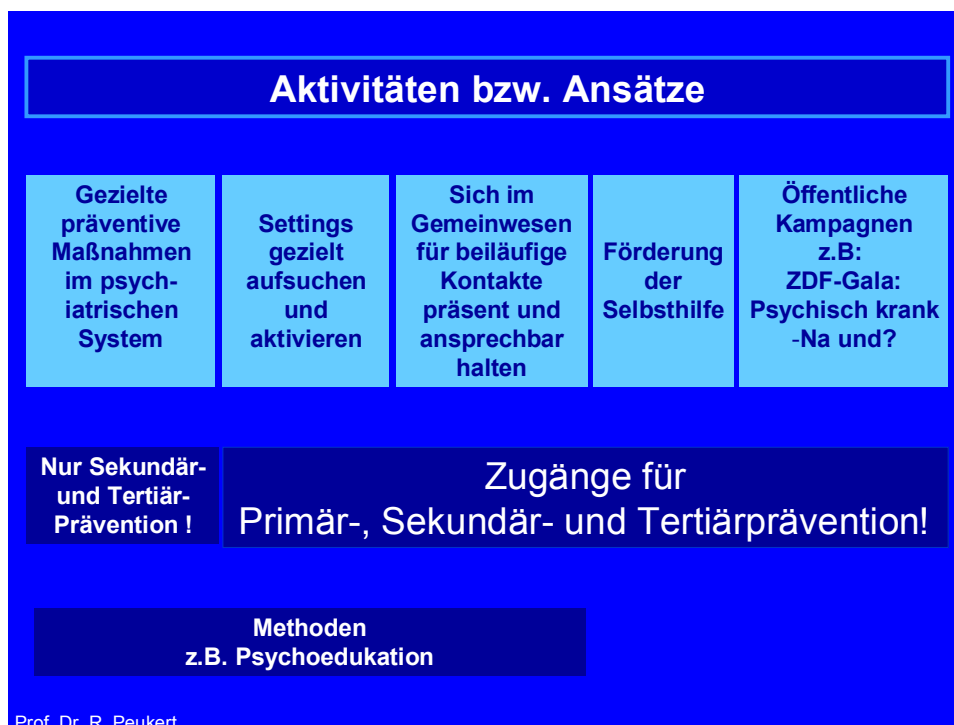 Aktivitäten bzw. Ansätze
Gezielte
präventive
Maßnahmen
im psych-
iatrischen
System
Settings
gezielt
aufsuchen
und
aktivieren
Sich im
Gemeinwesen
für beiläufige
Kontakte
präsent und
ansprechbar
halten
Förderung
der
Selbsthilfe
Öffentliche
Kampagnen
z.B:
ZDF-Gala:
Psychisch krank
-Na und?
Nur Sekundär-
und Tertiär-
Prävention !
Zugänge für
Primär-, Sekundär- und Tertiärprävention!
Methoden
z.B. Psychoedukation
Prof. Dr. R. Peukert